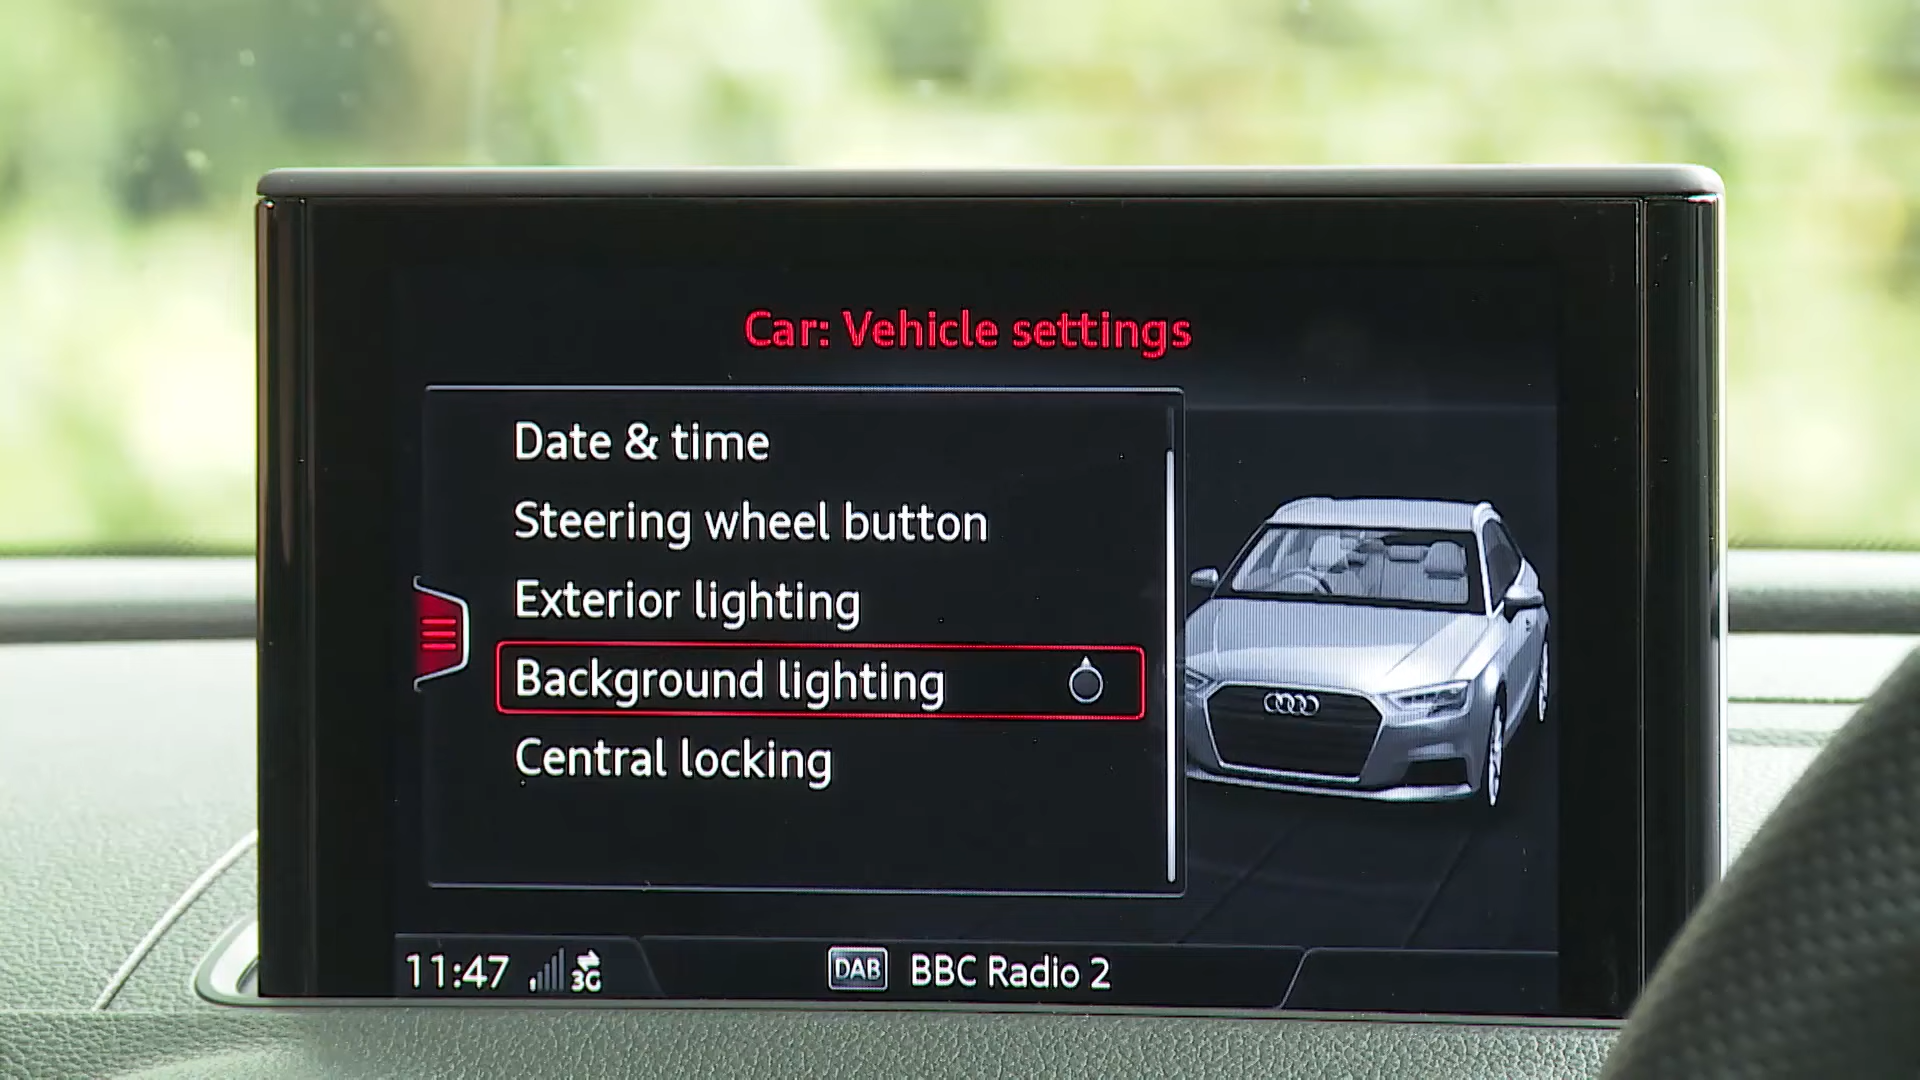 Car: Vehicle settings
Date & time
Steering wheel button
Exterior lighting
Background lighting
Central locking
11:47 3G DAB BBC Radio 2